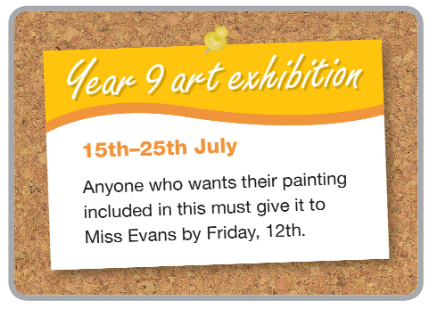 Year 9 art exhibition
15th–25th July
Anyone who wants their painting
included in this must give it to
Miss Evans by Friday, 12th.